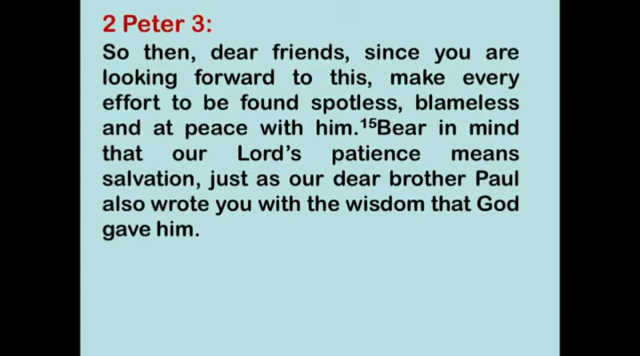 2 Peter 3:
So then, dear friends, since you are
looking forward to this, make every
effort to be found spotless, blameless
and at peace with him.¹⁵Bear in mind
that our Lord's patience means
salvation, just as our dear brother Paul
also wrote you with the wisdom that God
gave him.